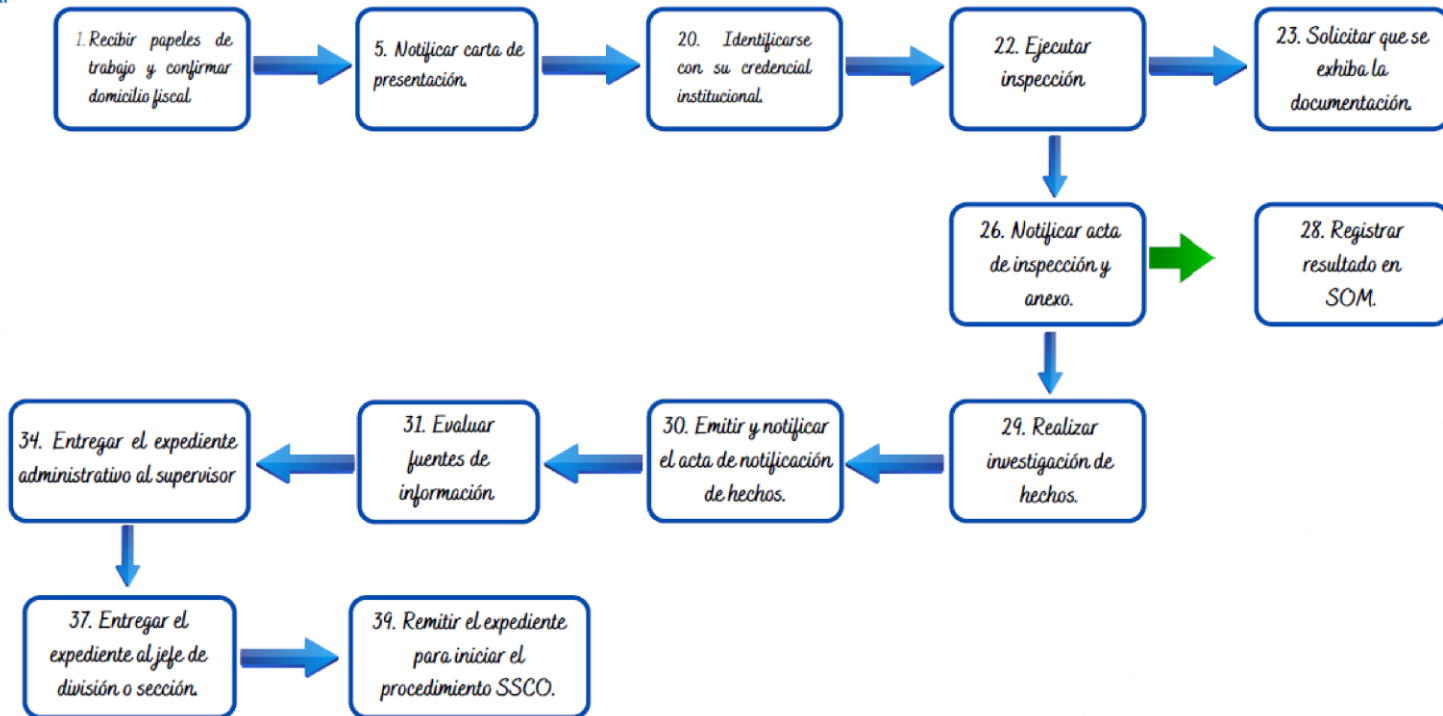 1. Recibir papeles de
trabajo y confirmar
domicilio fiscal
5. Notificar carta de
presentación.
20. Identificarse
con su credencial
institucional.
22. Ejecutar
inspección
23. Solicitar que se
exhiba la
documentación.
26. Notificar acta
de inspección y
anexo.
28. Registrar
resultado en
SOM.
34. Entregar el expediente
administrativo al supervisor
31. Evaluar
fuentes de
información
30. Emitir y notificar
el acta de notificación
de hechos.
29. Realizar
investigación de
hechos.
37. Entregar el
expediente al jefe de
división o sección.
39. Remitir el expediente
para iniciar el
procedimiento SSCO.